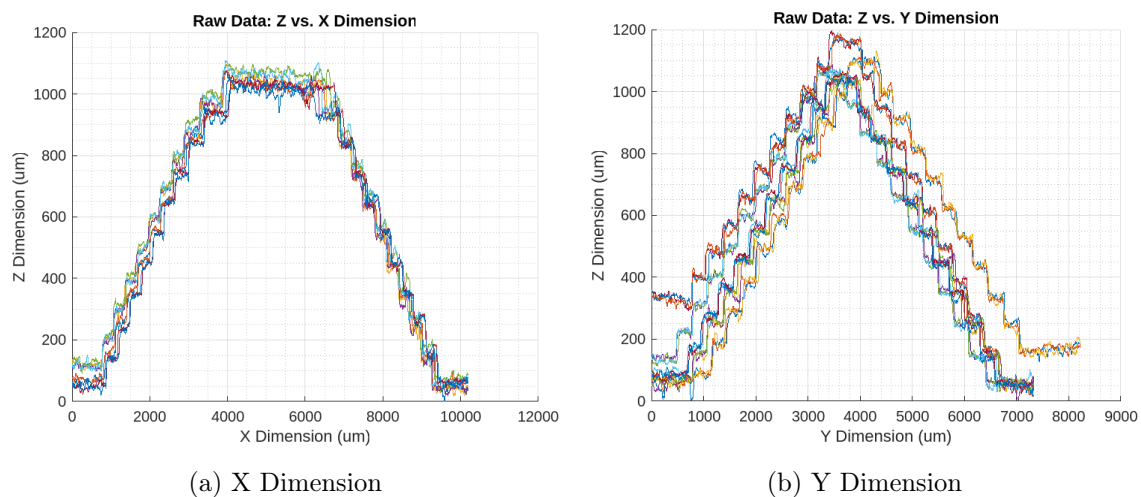 Raw Data: Z vs. X Dimension
1200
1000
800
600
400
200
0
Z Dimension (um)
0 2000 4000 6000 8000 10000 12000
X Dimension (um)
(a) X Dimension
Raw Data: Z vs. Y Dimension
1200
1000
800
600
400
200
0
Z Dimension (um)
0 1000 2000 3000 4000 5000 6000 7000 8000 9000
Y Dimension (um)
(b) Y Dimension